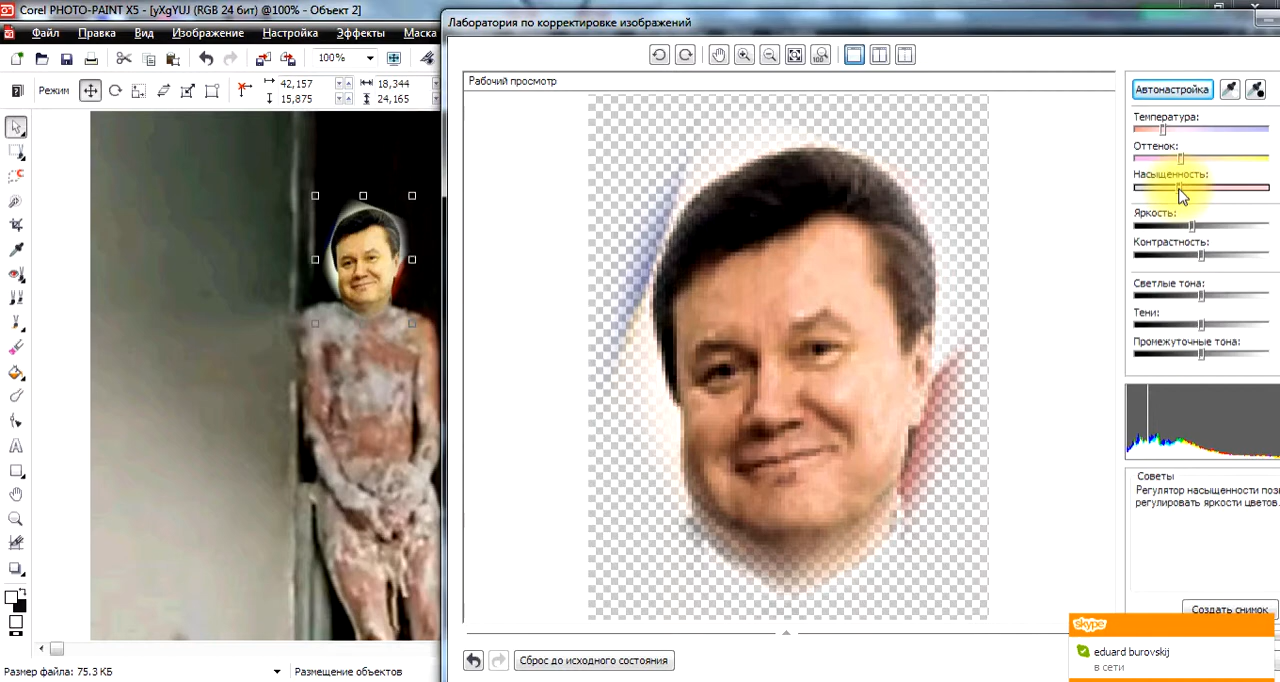 Corel PHOTO-PAINT X5 - [yXgYUJ (RGB 24 бит) @100% - Объект 2]
Файл Правка Вид Изображение Настройка Эффекты Маска
100%
Режим
42,157
15,875
18,344
24,165
Размер файла: 75.3 КБ
Размещение объектов
Лаборатория по корректировке изображений
100
Рабочий просмотр
Автонастройка
Температура:
Оттенок:
Насыщенность:
Яркость:
Контрастность:
Светлые тона:
Тени:
Промежуточные тона:
Советы
Регулятор насыщенности поз
регулировать яркости цветов.
Создать снимок
Сброс до исходного состояния
skype
eduard burovskij
в сети